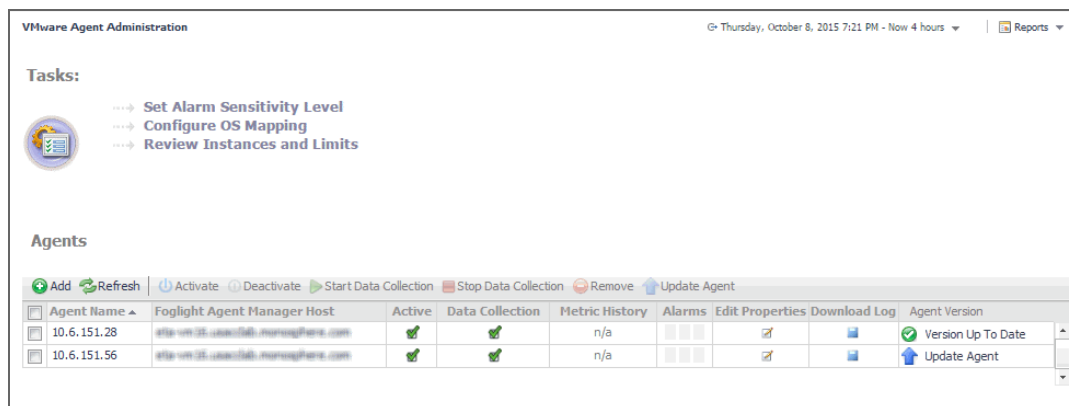 VMware Agent Administration Thursday, October 8, 2015 7:21 PM - Now 4 hours Reports
Tasks:
Set Alarm Sensitivity Level
Configure OS Mapping
Review Instances and Limits
Agents
Add Refresh Activate Deactivate Start Data Collection Stop Data Collection Remove Update Agent
Agent Name Foglight Agent Manager Host Active Data Collection Metric History Alarms Edit Properties Download Log Agent Version
10.6.151.28 n/a Version Up To Date
10.6.151.56 n/a Update Agent